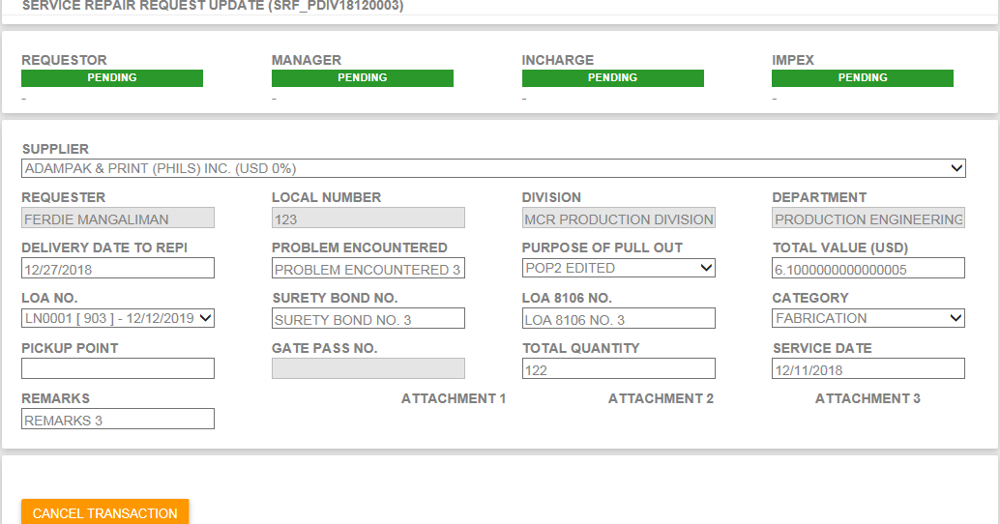 SERVICE REPAIR REQUEST UPDATE (SRF_PDIV18120003)
REQUESTOR MANAGER INCHARGE IMPEX
PENDING PENDING PENDING PENDING
- - - -
SUPPLIER
ADAMPAK & PRINT (PHILS) INC. (USD 0%)
REQUESTER LOCAL NUMBER DIVISION DEPARTMENT
FERDIE MANGALIMAN 123 MCR PRODUCTION DIVISION PRODUCTION ENGINEERING
DELIVERY DATE TO REPI PROBLEM ENCOUNTERED PURPOSE OF PULL OUT TOTAL VALUE (USD)
12/27/2018 PROBLEM ENCOUNTERED 3 POP2 EDITED 6.1000000000000005
LOA NO. SURETY BOND NO. LOA 8106 NO. CATEGORY
LN0001 [ 903 ] - 12/12/2019 SURETY BOND NO. 3 LOA 8106 NO. 3 FABRICATION
PICKUP POINT GATE PASS NO. TOTAL QUANTITY SERVICE DATE
122 12/11/2018
REMARKS ATTACHMENT 1 ATTACHMENT 2 ATTACHMENT 3
REMARKS 3
CANCEL TRANSACTION